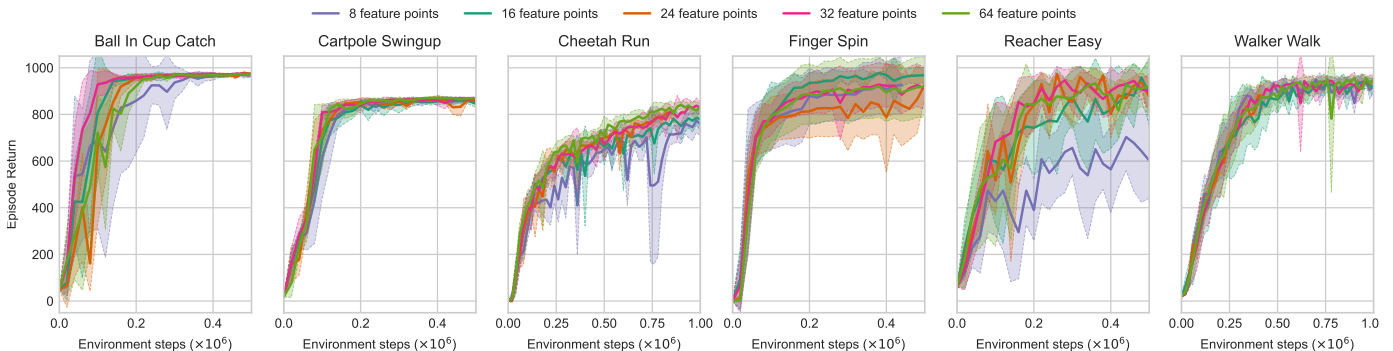 8 feature points 16 feature points 24 feature points 32 feature points 64 feature points
Ball In Cup Catch Cartpole Swingup Cheetah Run Finger Spin Reacher Easy Walker Walk
Episode Return
1000
800
600
400
200
0
0.0 0.2 0.4 0.0 0.2 0.4 0.00 0.25 0.50 0.75 1.00 0.0 0.2 0.4 0.0 0.2 0.4 0.00 0.25 0.50 0.75 1.00
Environment steps (×10⁶) Environment steps (×10⁶) Environment steps (×10⁶) Environment steps (×10⁶) Environment steps (×10⁶) Environment steps (×10⁶)